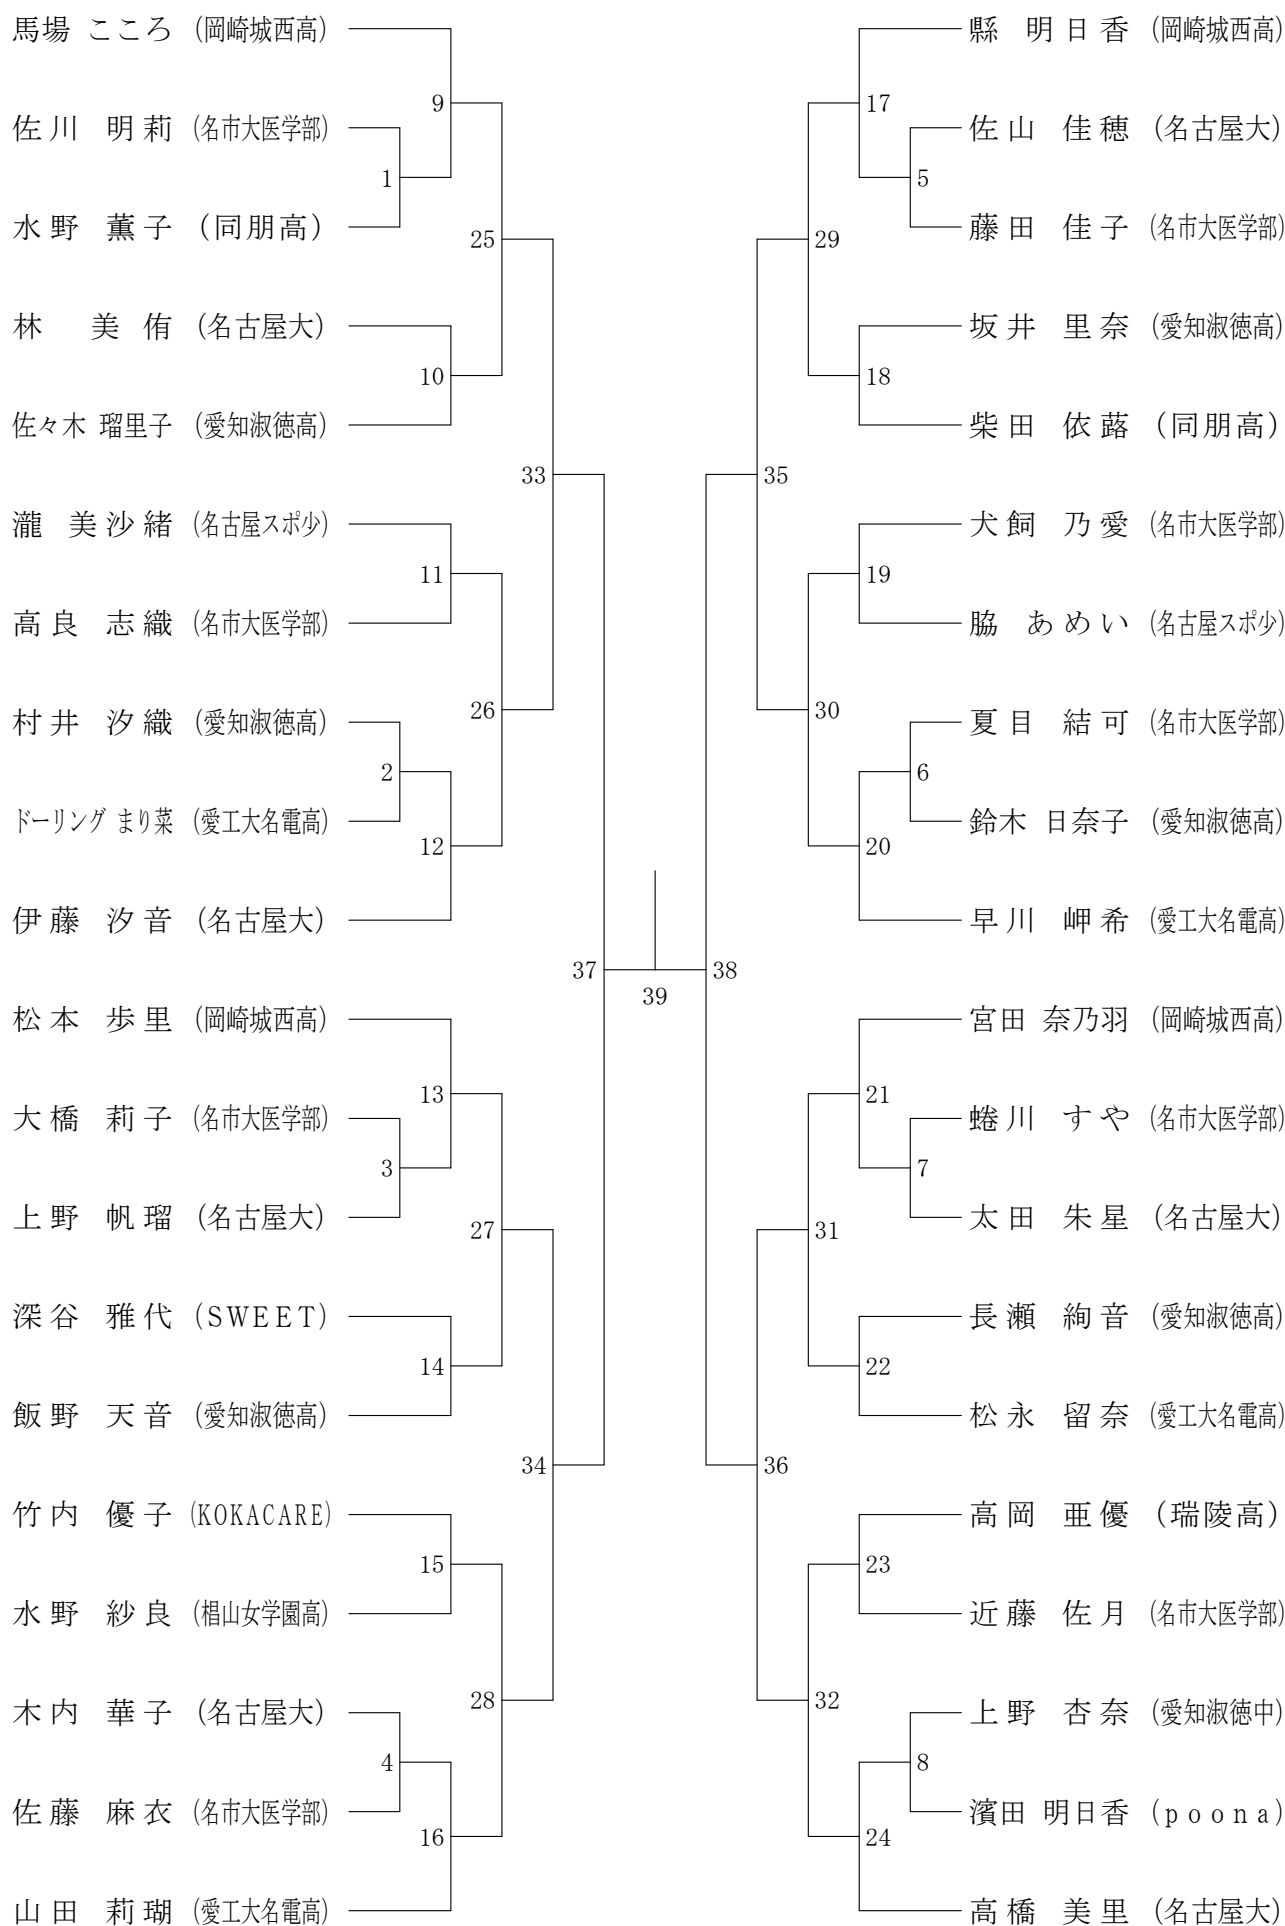 馬場 こころ (岡崎城西高)
9
佐川 明莉 (名市大医学部)
1
水野 薫子 (同朋高)
25
林 美侑 (名古屋大)
10
佐々木 瑠里子 (愛知淑徳高)
33
瀧 美沙緒 (名古屋スポ少)
11
高良 志織 (名市大医学部)
26
村井 汐織 (愛知淑徳高)
2
ドーリング まり菜 (愛工大名電高)
12
伊藤 汐音 (名古屋大)
37
松本 歩里 (岡崎城西高)
13
大橋 莉子 (名市大医学部)
3
上野 帆瑠 (名古屋大)
27
深谷 雅代 (SWEET)
14
飯野 天音 (愛知淑徳高)
34
竹内 優子 (KOKACARE)
15
水野 紗良 (椙山女学園高)
28
木内 華子 (名古屋大)
4
佐藤 麻衣 (名市大医学部)
16
山田 莉瑚 (愛工大名電高)
39
縣 明日香 (岡崎城西高)
17
佐山 佳穂 (名古屋大)
5
藤田 佳子 (名市大医学部)
29
坂井 里奈 (愛知淑徳高)
18
柴田 依蕗 (同朋高)
35
犬飼 乃愛 (名市大医学部)
19
脇 あめい (名古屋スポ少)
30
夏目 結可 (名市大医学部)
6
鈴木 日奈子 (愛知淑徳高)
20
早川 岬希 (愛工大名電高)
38
宮田 奈乃羽 (岡崎城西高)
21
蜷川 すや (名市大医学部)
7
太田 朱星 (名古屋大)
31
長瀬 絢音 (愛知淑徳高)
22
松永 留奈 (愛工大名電高)
36
高岡 亜優 (瑞陵高)
23
近藤 佐月 (名市大医学部)
32
上野 杏奈 (愛知淑徳中)
8
濱田 明日香 (poona)
24
高橋 美里 (名古屋大)